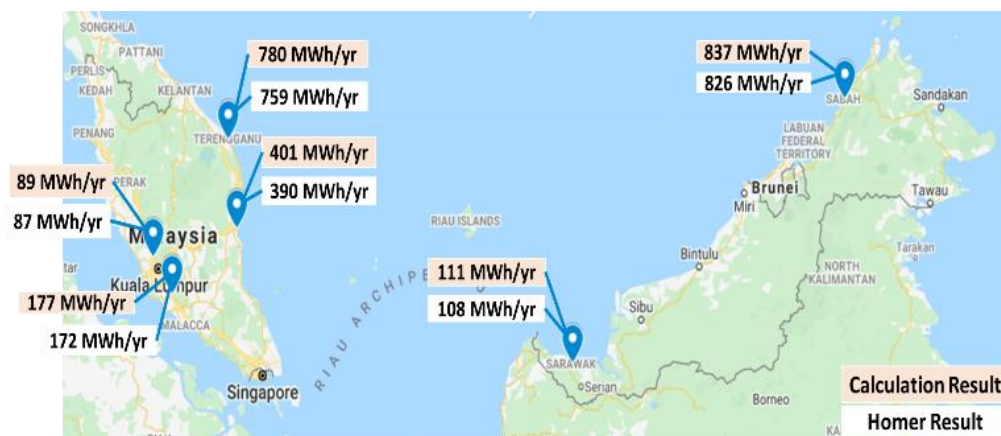 SONGKHLA
PATTANI
PERLIS
KEDAH
KELANTAN
780 MWh/yr
759 MWh/yr
PENANG
TERENGGANU
401 MWh/yr
390 MWh/yr
PERAK
89 MWh/yr
87 MWh/yr
Malaysia
Kuala Lumpur
177 MWh/yr
172 MWh/yr
MALACCA
Singapore
RIAU ISLANDS
RIAU ARCHIPE
837 MWh/yr
826 MWh/yr
SABAH
Sandakan
LABUAN
FEDERAL
TERRITORY
Brunei
Miri
Tawau
Bintulu
Tarakan
NORTH
KALIMANTAN
Sibu
111 MWh/yr
108 MWh/yr
SARAWAK
Serian
Borneo
Calculation Result
Homer Result